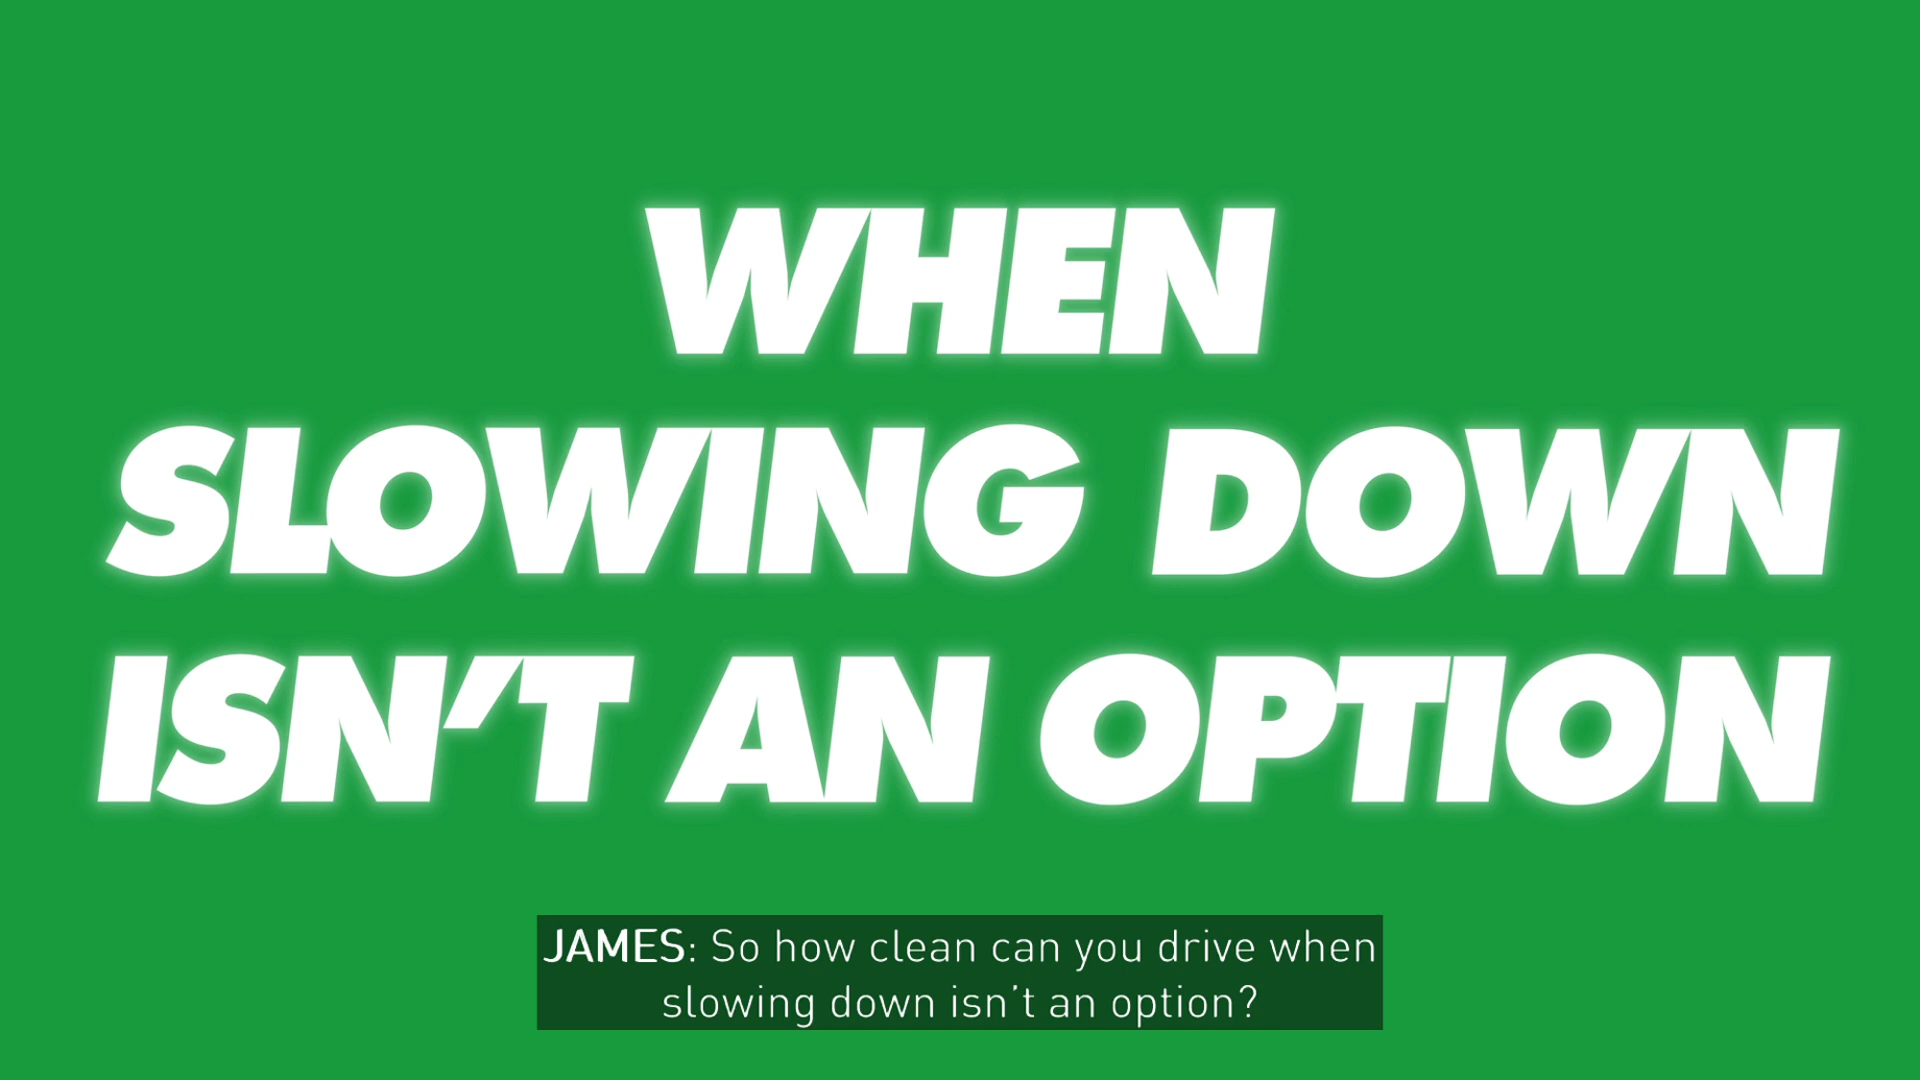 WHEN
SLOWING DOWN
ISN’T AN OPTION
JAMES: So how clean can you drive when
slowing down isn’t an option?